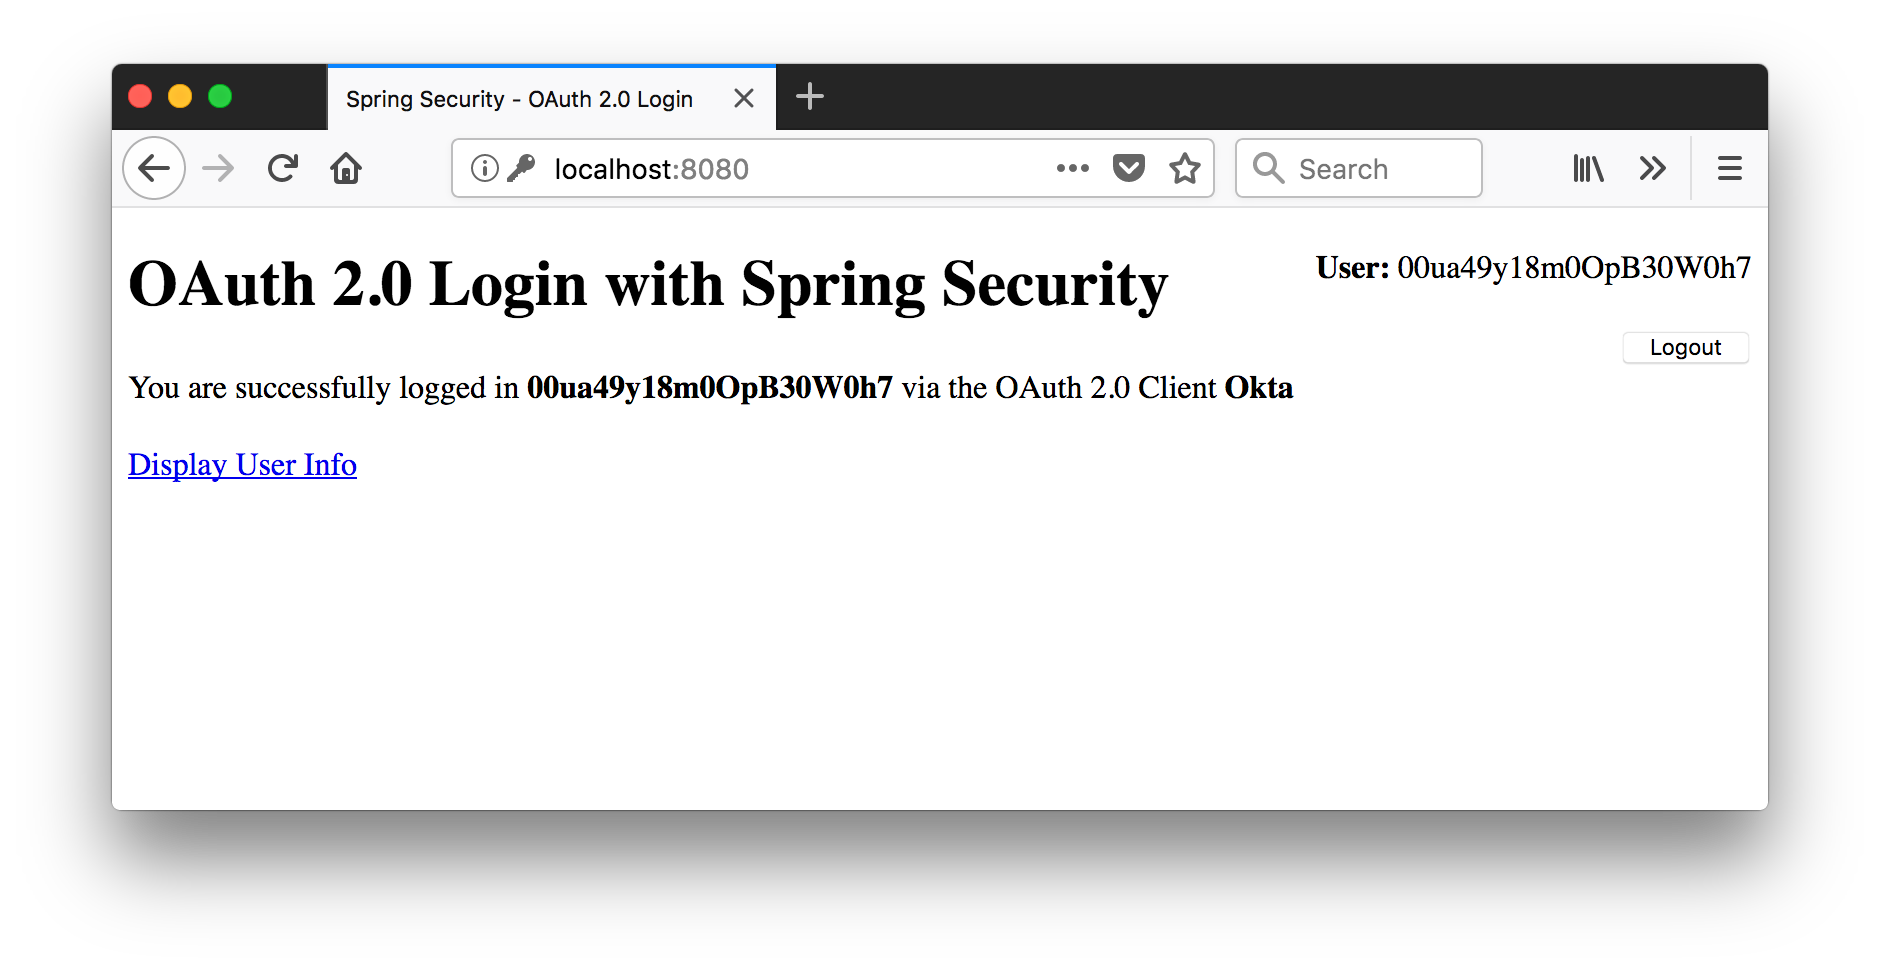 Spring Security - OAuth 2.0 Login
localhost:8080
Search
OAuth 2.0 Login with Spring Security
User: 00ua49y18m0OpB30W0h7
Logout
You are successfully logged in 00ua49y18m0OpB30W0h7 via the OAuth 2.0 Client Okta
Display User Info